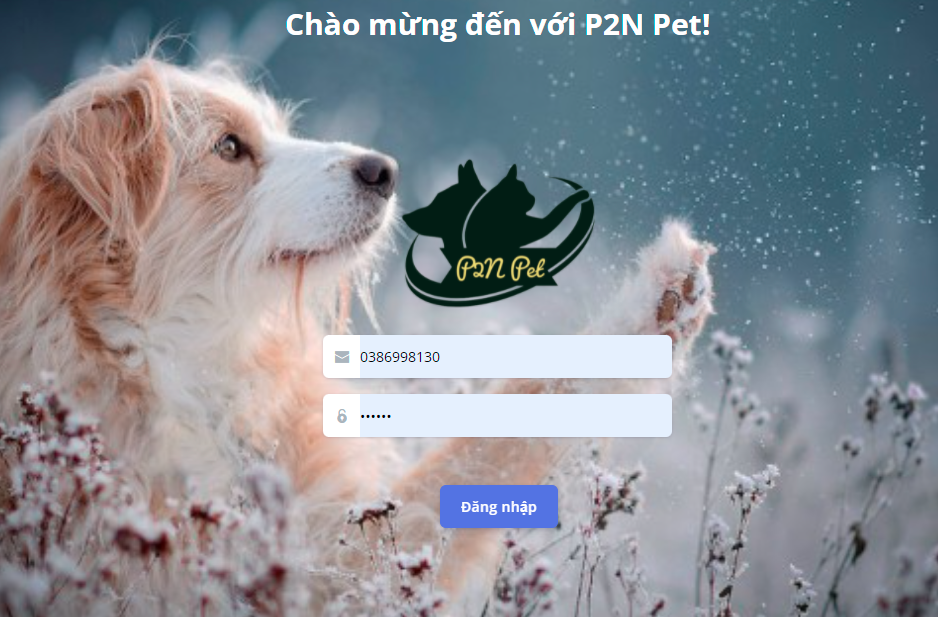 Chào mừng đến với P2N Pet!
P2N Pet
0386998130
••••••
Đăng nhập